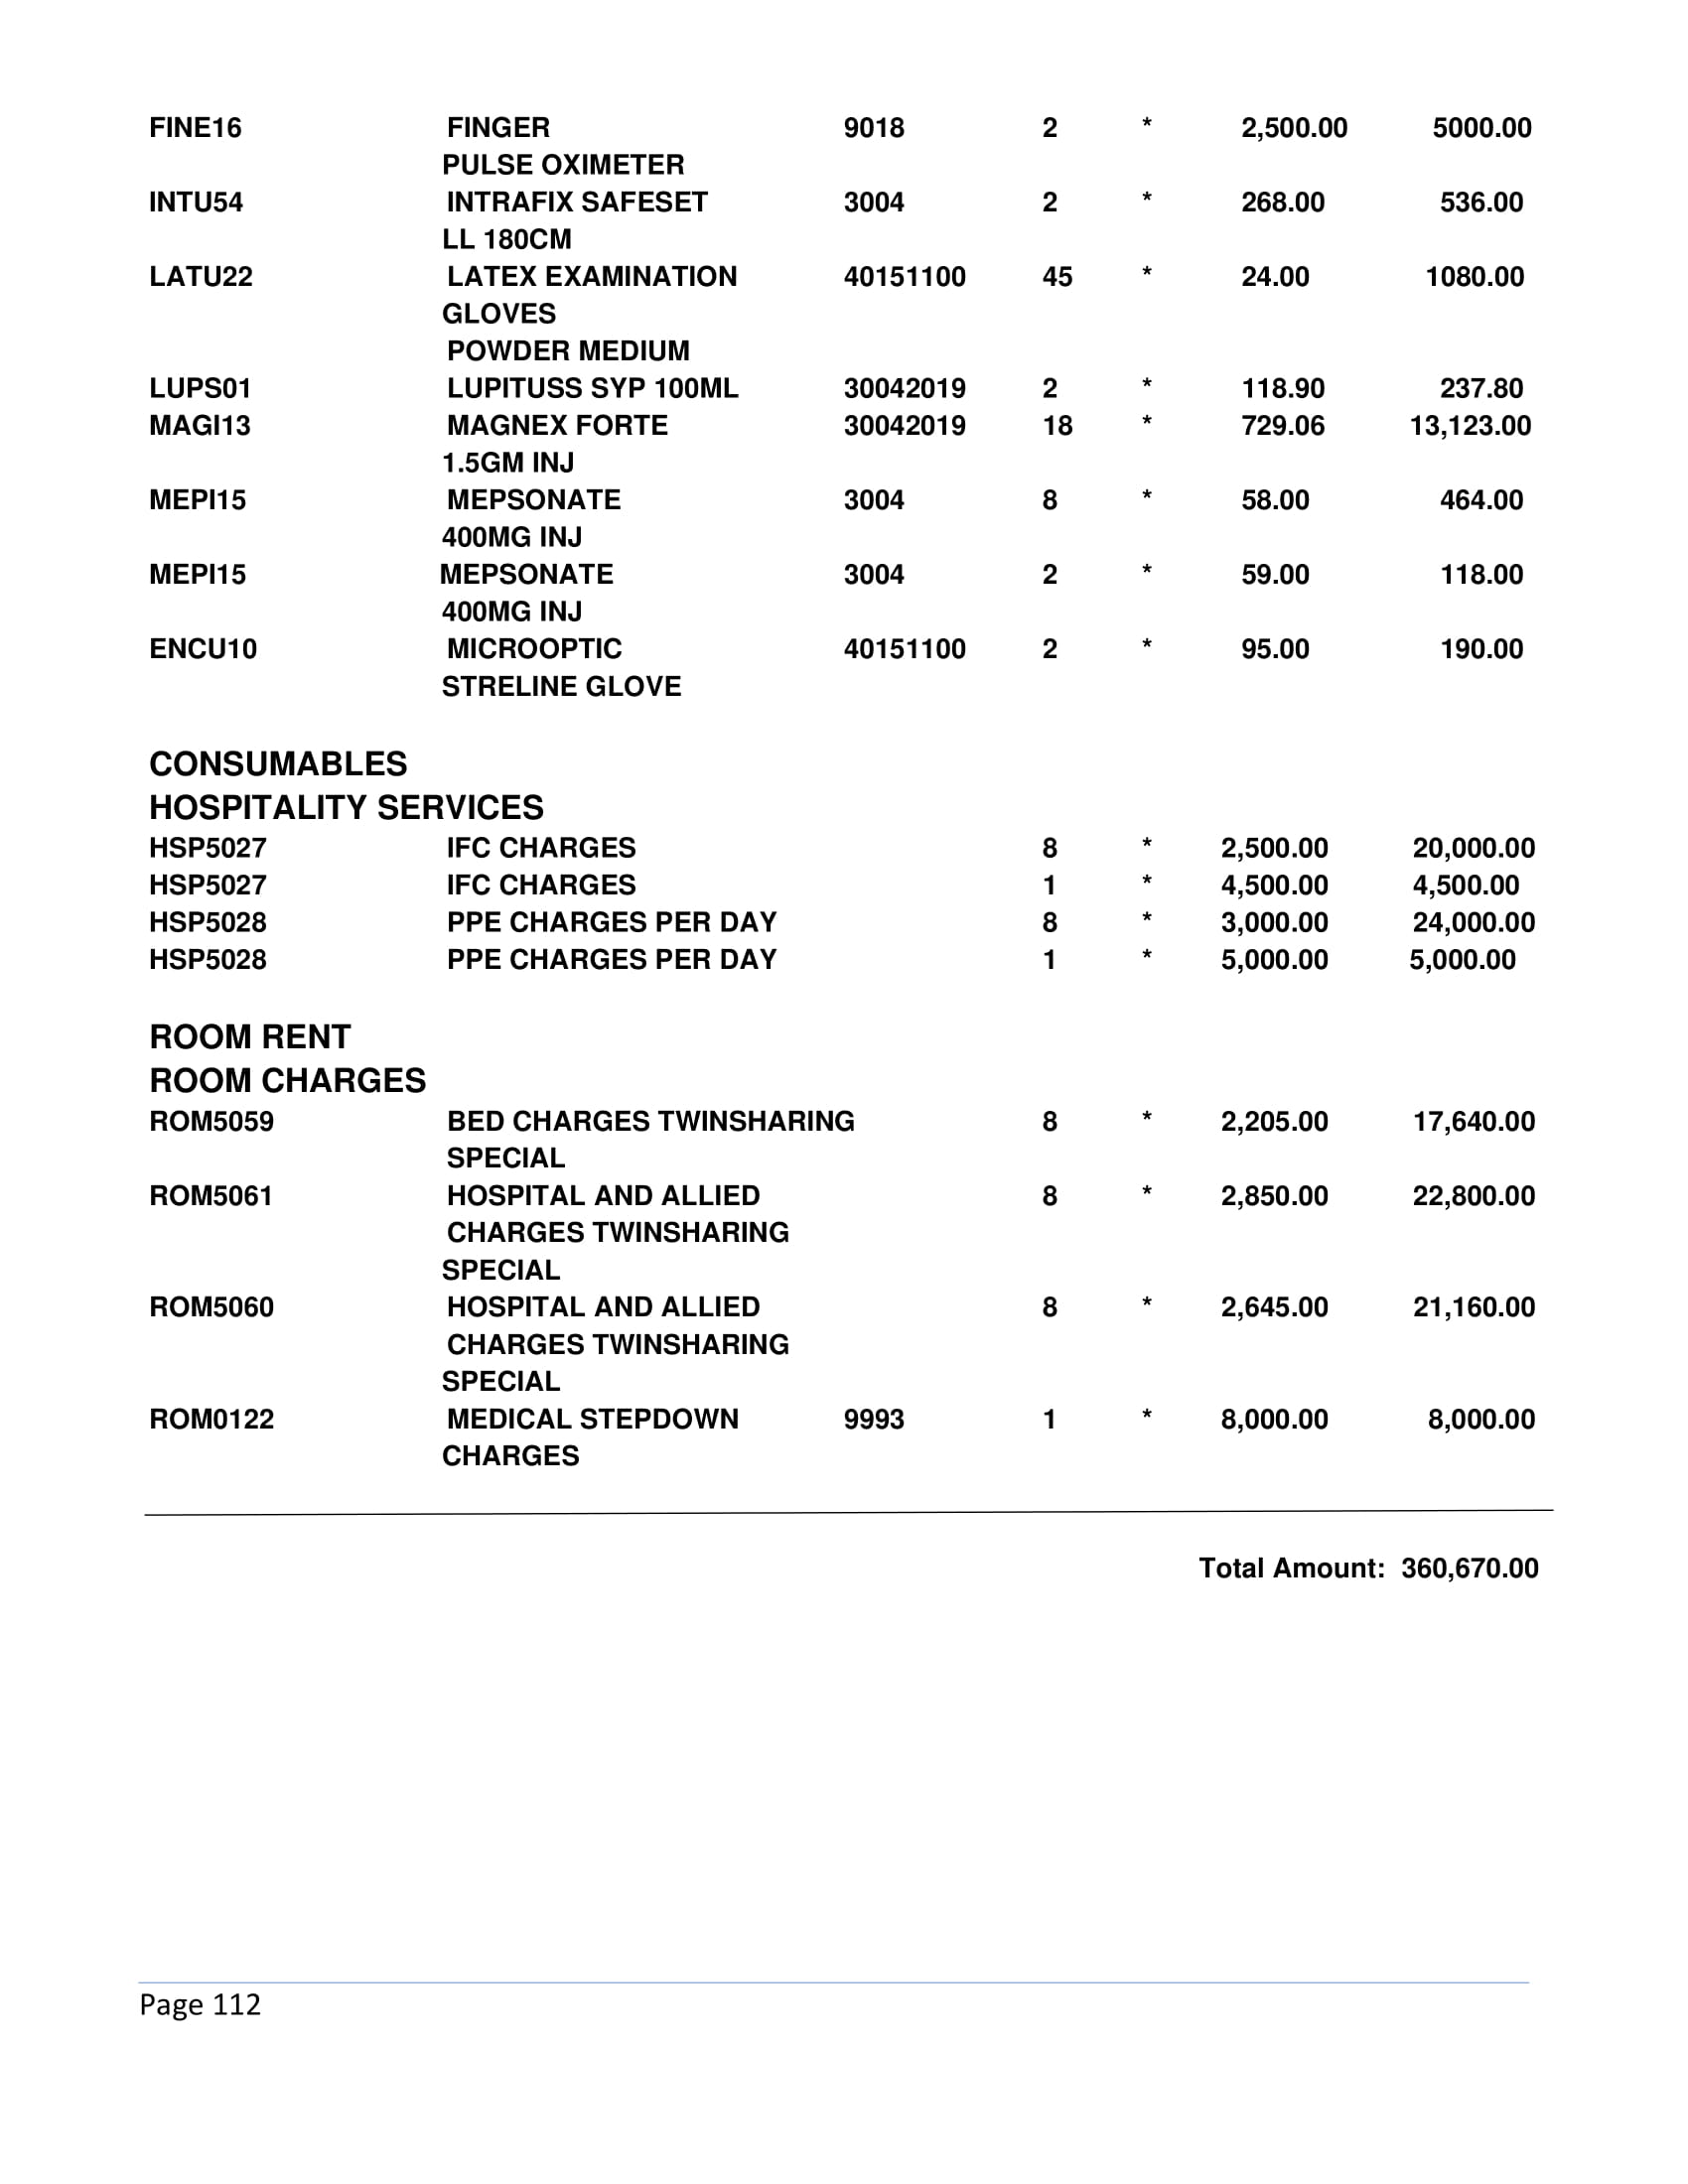 FINE16 FINGER 9018 2 * 2,500.00 5000.00
PULSE OXIMETER
INTU54 INTRAFIX SAFESET 3004 2 * 268.00 536.00
LL 180CM
LATU22 LATEX EXAMINATION 40151100 45 * 24.00 1080.00
GLOVES
POWDER MEDIUM
LUPS01 LUPITUSS SYP 100ML 30042019 2 * 118.90 237.80
MAGI13 MAGNEX FORTE 30042019 18 * 729.06 13,123.00
1.5GM INJ
MEPI15 MEPSONATE 3004 8 * 58.00 464.00
400MG INJ
MEPI15 MEPSONATE 3004 2 * 59.00 118.00
400MG INJ
ENCU10 MICROOPTIC 40151100 2 * 95.00 190.00
STRELINE GLOVE
CONSUMABLES
HOSPITALITY SERVICES
HSP5027 IFC CHARGES 8 * 2,500.00 20,000.00
HSP5027 IFC CHARGES 1 * 4,500.00 4,500.00
HSP5028 PPE CHARGES PER DAY 8 * 3,000.00 24,000.00
HSP5028 PPE CHARGES PER DAY 1 * 5,000.00 5,000.00
ROOM RENT
ROOM CHARGES
ROM5059 BED CHARGES TWINSHARING 8 * 2,205.00 17,640.00
SPECIAL
ROM5061 HOSPITAL AND ALLIED 8 * 2,850.00 22,800.00
CHARGES TWINSHARING
SPECIAL
ROM5060 HOSPITAL AND ALLIED 8 * 2,645.00 21,160.00
CHARGES TWINSHARING
SPECIAL
ROM0122 MEDICAL STEPDOWN 9993 1 * 8,000.00 8,000.00
CHARGES
Total Amount: 360,670.00
Page 112